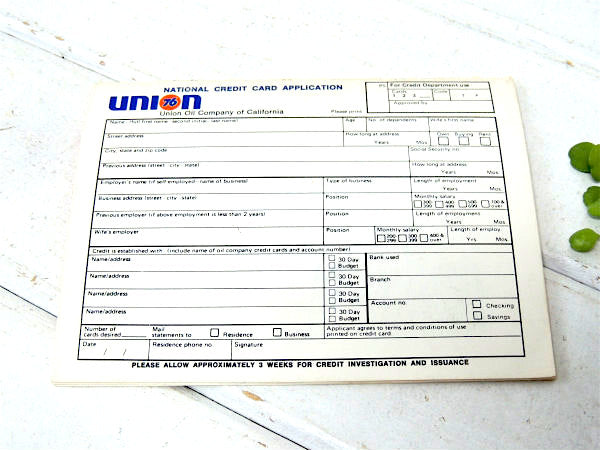 NATIONAL CREDIT CARD APPLICATION
UNION 76
Union Oil Company of California
Please print
For Credit Department use
Cards Code
1 2 3
Approved by
Name (full first name, second initial, last name) Age No. of dependents Wife's first name
Street address How long at address Own Buying Rent
Years Mos.
City, state and zip code Social Security no.
Previous address (street - city - state) How long at address
Years Mos.
Employer's name (if self employed - name of business) Type of business Length of employment
Years Mos.
Business address (street - city - state) Position Monthly salary
Previous employer (if above employment is less than 2 years) Position Length of employment
Years Mos.
Wife's employer Position Monthly salary Length of employ.
Yrs. Mos.
Credit is established with - (include name of oil company credit cards and account number)
Name/address 30 Day Bank used
Budget
Name/address 30 Day Branch
Budget
Name/address 30 Day
Budget Account no. Checking
Name/address 30 Day Savings
Budget
Number of cards desired Mail statements to Residence Business Applicant agrees to terms and conditions of use printed on credit card.
Date / / Residence phone no. Signature
PLEASE ALLOW APPROXIMATELY 3 WEEKS FOR CREDIT INVESTIGATION AND ISSUANCE